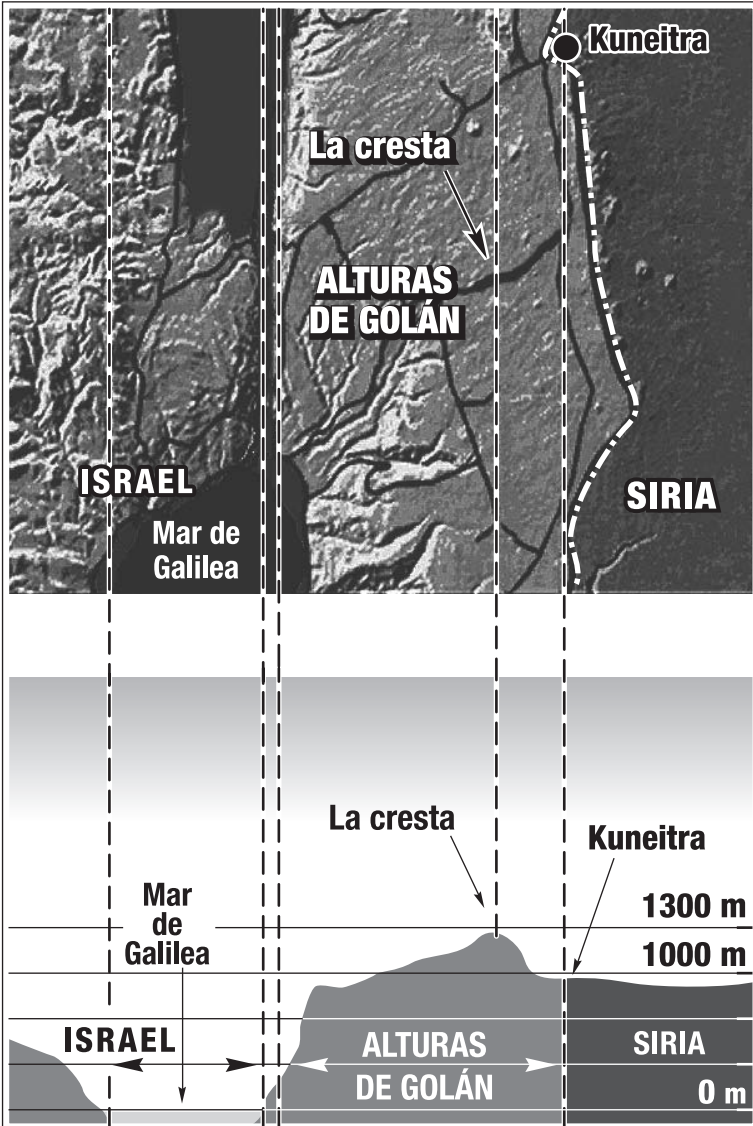 Kuneitra
La cresta
ALTURAS
DE GOLÁN
ISRAEL
SIRIA
Mar de
Galilea
La cresta
Kuneitra
Mar
de
Galilea
1300 m
1000 m
ISRAEL
ALTURAS
DE GOLÁN
SIRIA
0 m